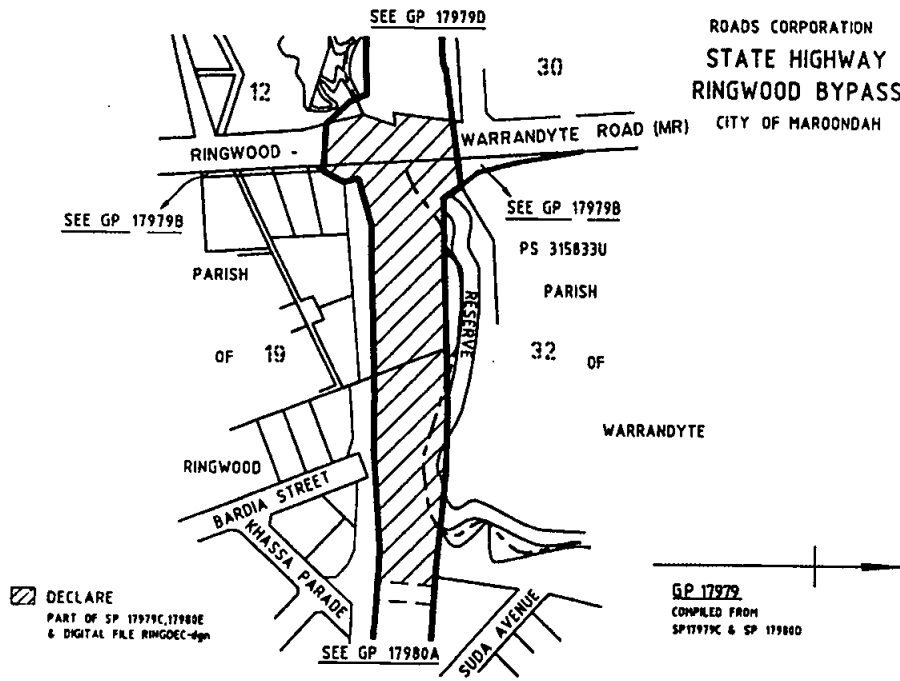 SEE GP 17979D
ROADS CORPORATION
STATE HIGHWAY
RINGWOOD BYPASS
CITY OF MAROONDAH
12
30
RINGWOOD -
WARRANDYTE ROAD (MR)
SEE GP 17979B
SEE GP 17979B
PS 315833U
PARISH
PARISH
RESERVE
OF 19
32 OF
WARRANDYTE
RINGWOOD
BARDIA STREET
KHASSA PARADE
DECLARE
PART OF SP 17979C,17980E
& DIGITAL FILE RINGDEC-dgn
SEE GP 17980A
SUDA AVENUE
GP 17979
COMPILED FROM
SP17979C & SP 17980D